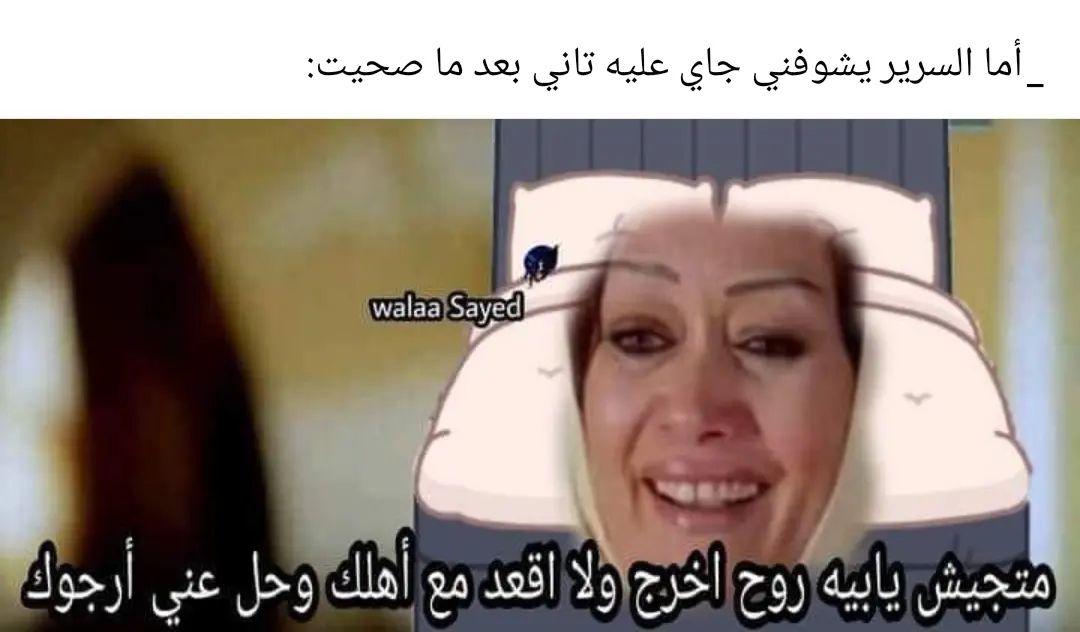 _أما السرير يشوفني جاي عليه تاني بعد ما صحيت:
walaa Sayed
متجيش يابيه روح اخرج ولا اقعد مع أهلك وحل عني أرجوك